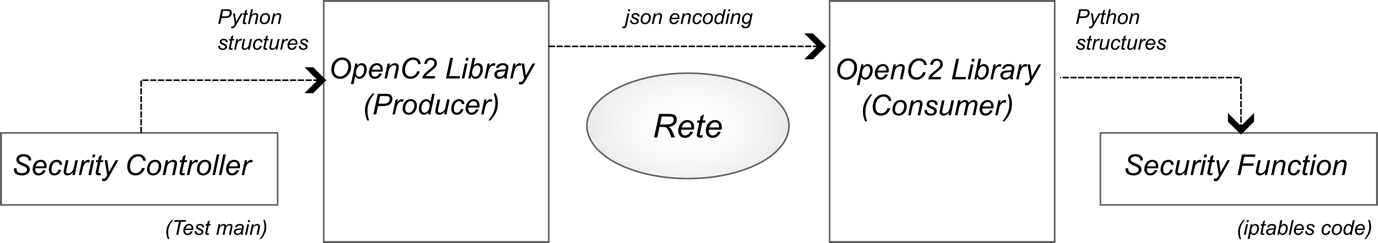 Python
structures
json encoding
Python
structures
OpenC2 Library
(Producer)
OpenC2 Library
(Consumer)
Rete
Security Controller
Security Function
(Test main)
(iptables code)